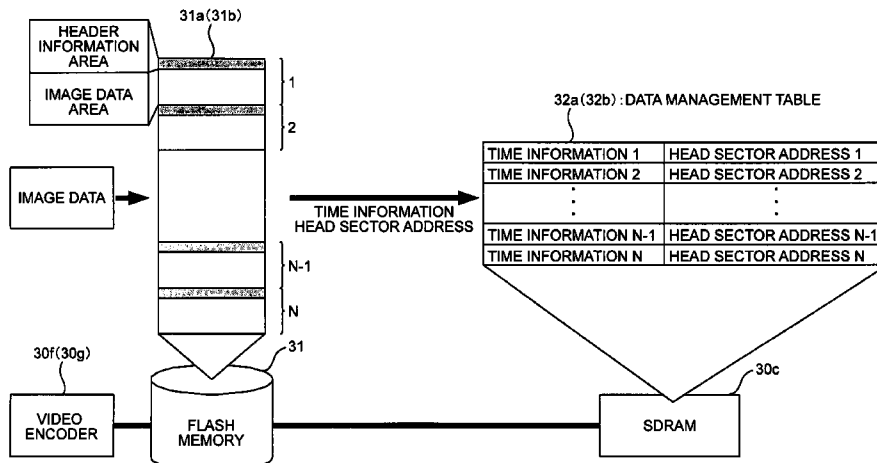 31a(31b)
HEADER
INFORMATION
AREA
IMAGE DATA
AREA
1
2
32a(32b) : DATA MANAGEMENT TABLE
TIME INFORMATION 1 HEAD SECTOR ADDRESS 1
TIME INFORMATION 2 HEAD SECTOR ADDRESS 2
⋮ ⋮
TIME INFORMATION N-1 HEAD SECTOR ADDRESS N-1
TIME INFORMATION N HEAD SECTOR ADDRESS N
IMAGE DATA
TIME INFORMATION
HEAD SECTOR ADDRESS
N-1
N
30f(30g)
31
30c
VIDEO
ENCODER
FLASH
MEMORY
SDRAM